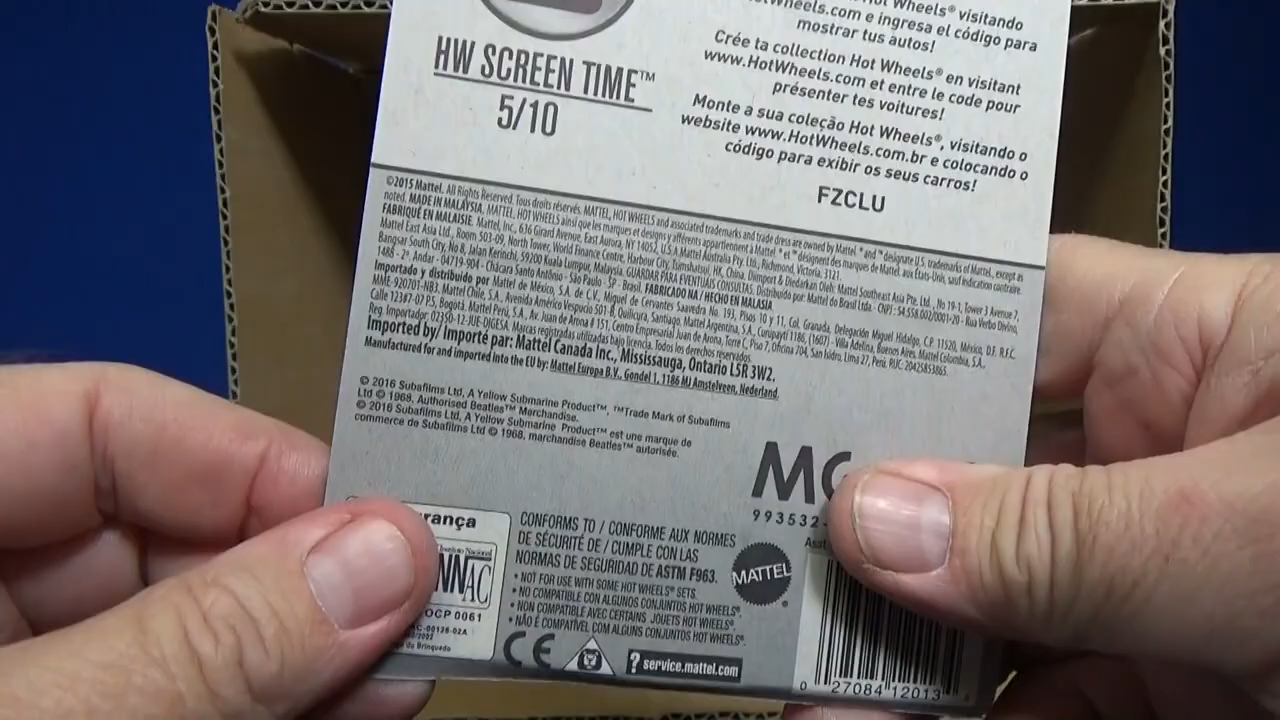 Hot Wheels® visitando
HotWheels.com e ingresa el código para
mostrar tus autos!
Crée ta collection Hot Wheels® en visitant
www.HotWheels.com et entre le code pour
présenter tes voitures!
Monte a sua coleção Hot Wheels®, visitando o
website www.HotWheels.com.br e colocando o
código para exibir os seus carros!
FZCLU
HW SCREEN TIME™
5/10
©2015 Mattel. All Rights Reserved. Tous droits réservés. MATTEL, HOT WHEELS and associated trademarks and trade dress are owned by Mattel. ® and ™ designate U.S. trademarks of Mattel, except as
noted. MADE IN MALAYSIA. MATTEL, HOT WHEELS ainsi que les marques et designs y afférents appartiennent à Mattel. ® et ™ désignent des marques de Mattel aux États-Unis, sauf indication contraire.
FABRIQUÉ EN MALAISIE. Mattel, Inc., 636 Girard Avenue, East Aurora, NY 14052, U.S.A. Mattel Australia Pty. Ltd., Richmond, Victoria. 3121.
Mattel East Asia Ltd., Room 503-09, North Tower, World Finance Centre, Harbour City, Tsimshatsui, HK, China. Diimport & Diedarkan Oleh: Mattel Southeast Asia Pte. Ltd., No 19-1, Tower 3 Avenue 7,
Bangsar South City, No 8, Jalan Kerinchi, 59200 Kuala Lumpur, Malaysia. GUARDAR PARA EVENTUAIS CONSULTAS. Distribuido por: Mattel do Brasil Ltda - CNPJ: 54.558.002/0001-20 - Rua Verbo Divino,
1488 - 2º. Andar - 04719-904 - Chácara Santo Antônio - São Paulo - SP - Brasil. FABRICADO NA / HECHO EN MALASIA.
Importado y distribuido por Mattel de México, S.A. de C.V., Miguel de Cervantes Saavedra No. 193, Pisos 10 y 11, Col. Granada, Delegación Miguel Hidalgo, C.P. 11520, México, D.F. R.F.C.
MME-920701-NB3. Mattel Chile, S.A., Avenida Américo Vespucio 501-B, Quilicura, Santiago. Mattel Argentina, S.A., Curupaytí 1186, (1607) - Villa Adelina, Buenos Aires. Mattel Colombia, S.A.,
Calle 123#7-07 P.5, Bogotá. Mattel Perú, S.A., Av. Juan de Arona # 151, Centro Empresarial Juan de Arona, Torre C, Piso 7, Oficina 704, San Isidro, Lima 27, Perú. RUC: 20425853865.
Reg. Importador: 02350-12-JUE-DIGESA. Marcas registradas utilizadas bajo licencia. Todos los derechos reservados.
Imported by/ Importé par: Mattel Canada Inc., Mississauga, Ontario L5R 3W2.
Manufactured for and imported into the EU by: Mattel Europa B.V., Gondel 1, 1186 MJ Amstelveen, Nederland.
© 2016 Subafilms Ltd, A Yellow Submarine Product™, ™Trade Mark of Subafilms
Ltd © 1968. Authorised Beatles™ Merchandise.
© 2016 Subafilms Ltd, A Yellow Submarine Product™ est une marque de
commerce de Subafilms Ltd © 1968, marchandise Beatles™ autorisée.
993532
Asst
rança
Instituto Nacional
OCP 0061
CONFORMS TO / CONFORME AUX NORMES
DE SÉCURITÉ DE / CUMPLE CON LAS
NORMAS DE SEGURIDAD DE ASTM F963.
• NOT FOR USE WITH SOME HOT WHEELS® SETS.
• NO COMPATIBLE CON ALGUNOS CONJUNTOS HOT WHEELS®.
• NON COMPATIBLE AVEC CERTAINS JOUETS HOT WHEELS®.
• NÃO É COMPATÍVEL COM ALGUNS CONJUNTOS HOT WHEELS®.
MATTEL®
CE
? service.mattel.com
0 27084 12013